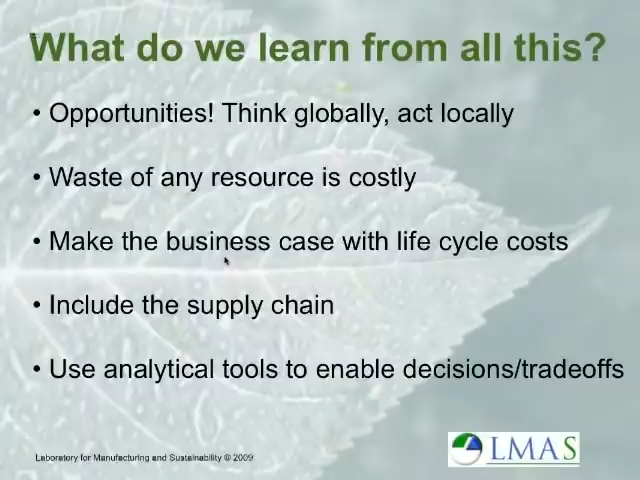 What do we learn from all this?
• Opportunities! Think globally, act locally
• Waste of any resource is costly
• Make the business case with life cycle costs
• Include the supply chain
• Use analytical tools to enable decisions/tradeoffs
Laboratory for Manufacturing and Sustainability © 2009
LMAS